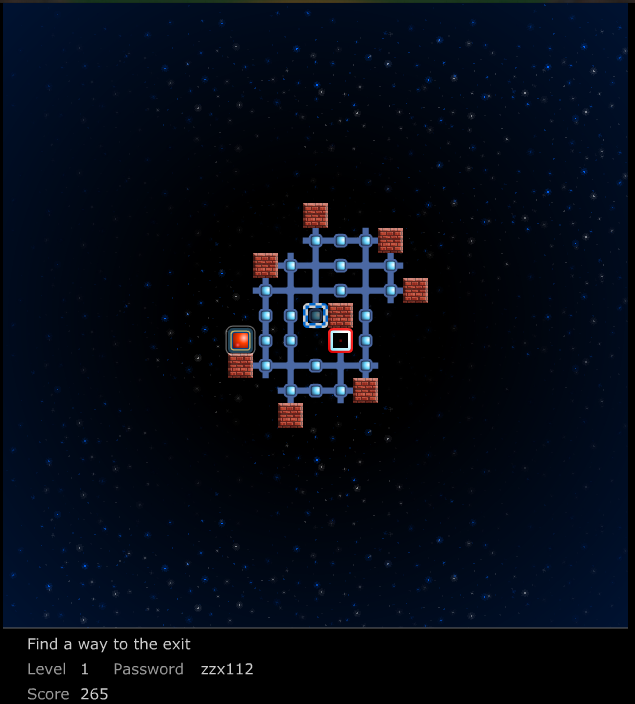 Find a way to the exit
Level 1 Password zzx112
Score 265